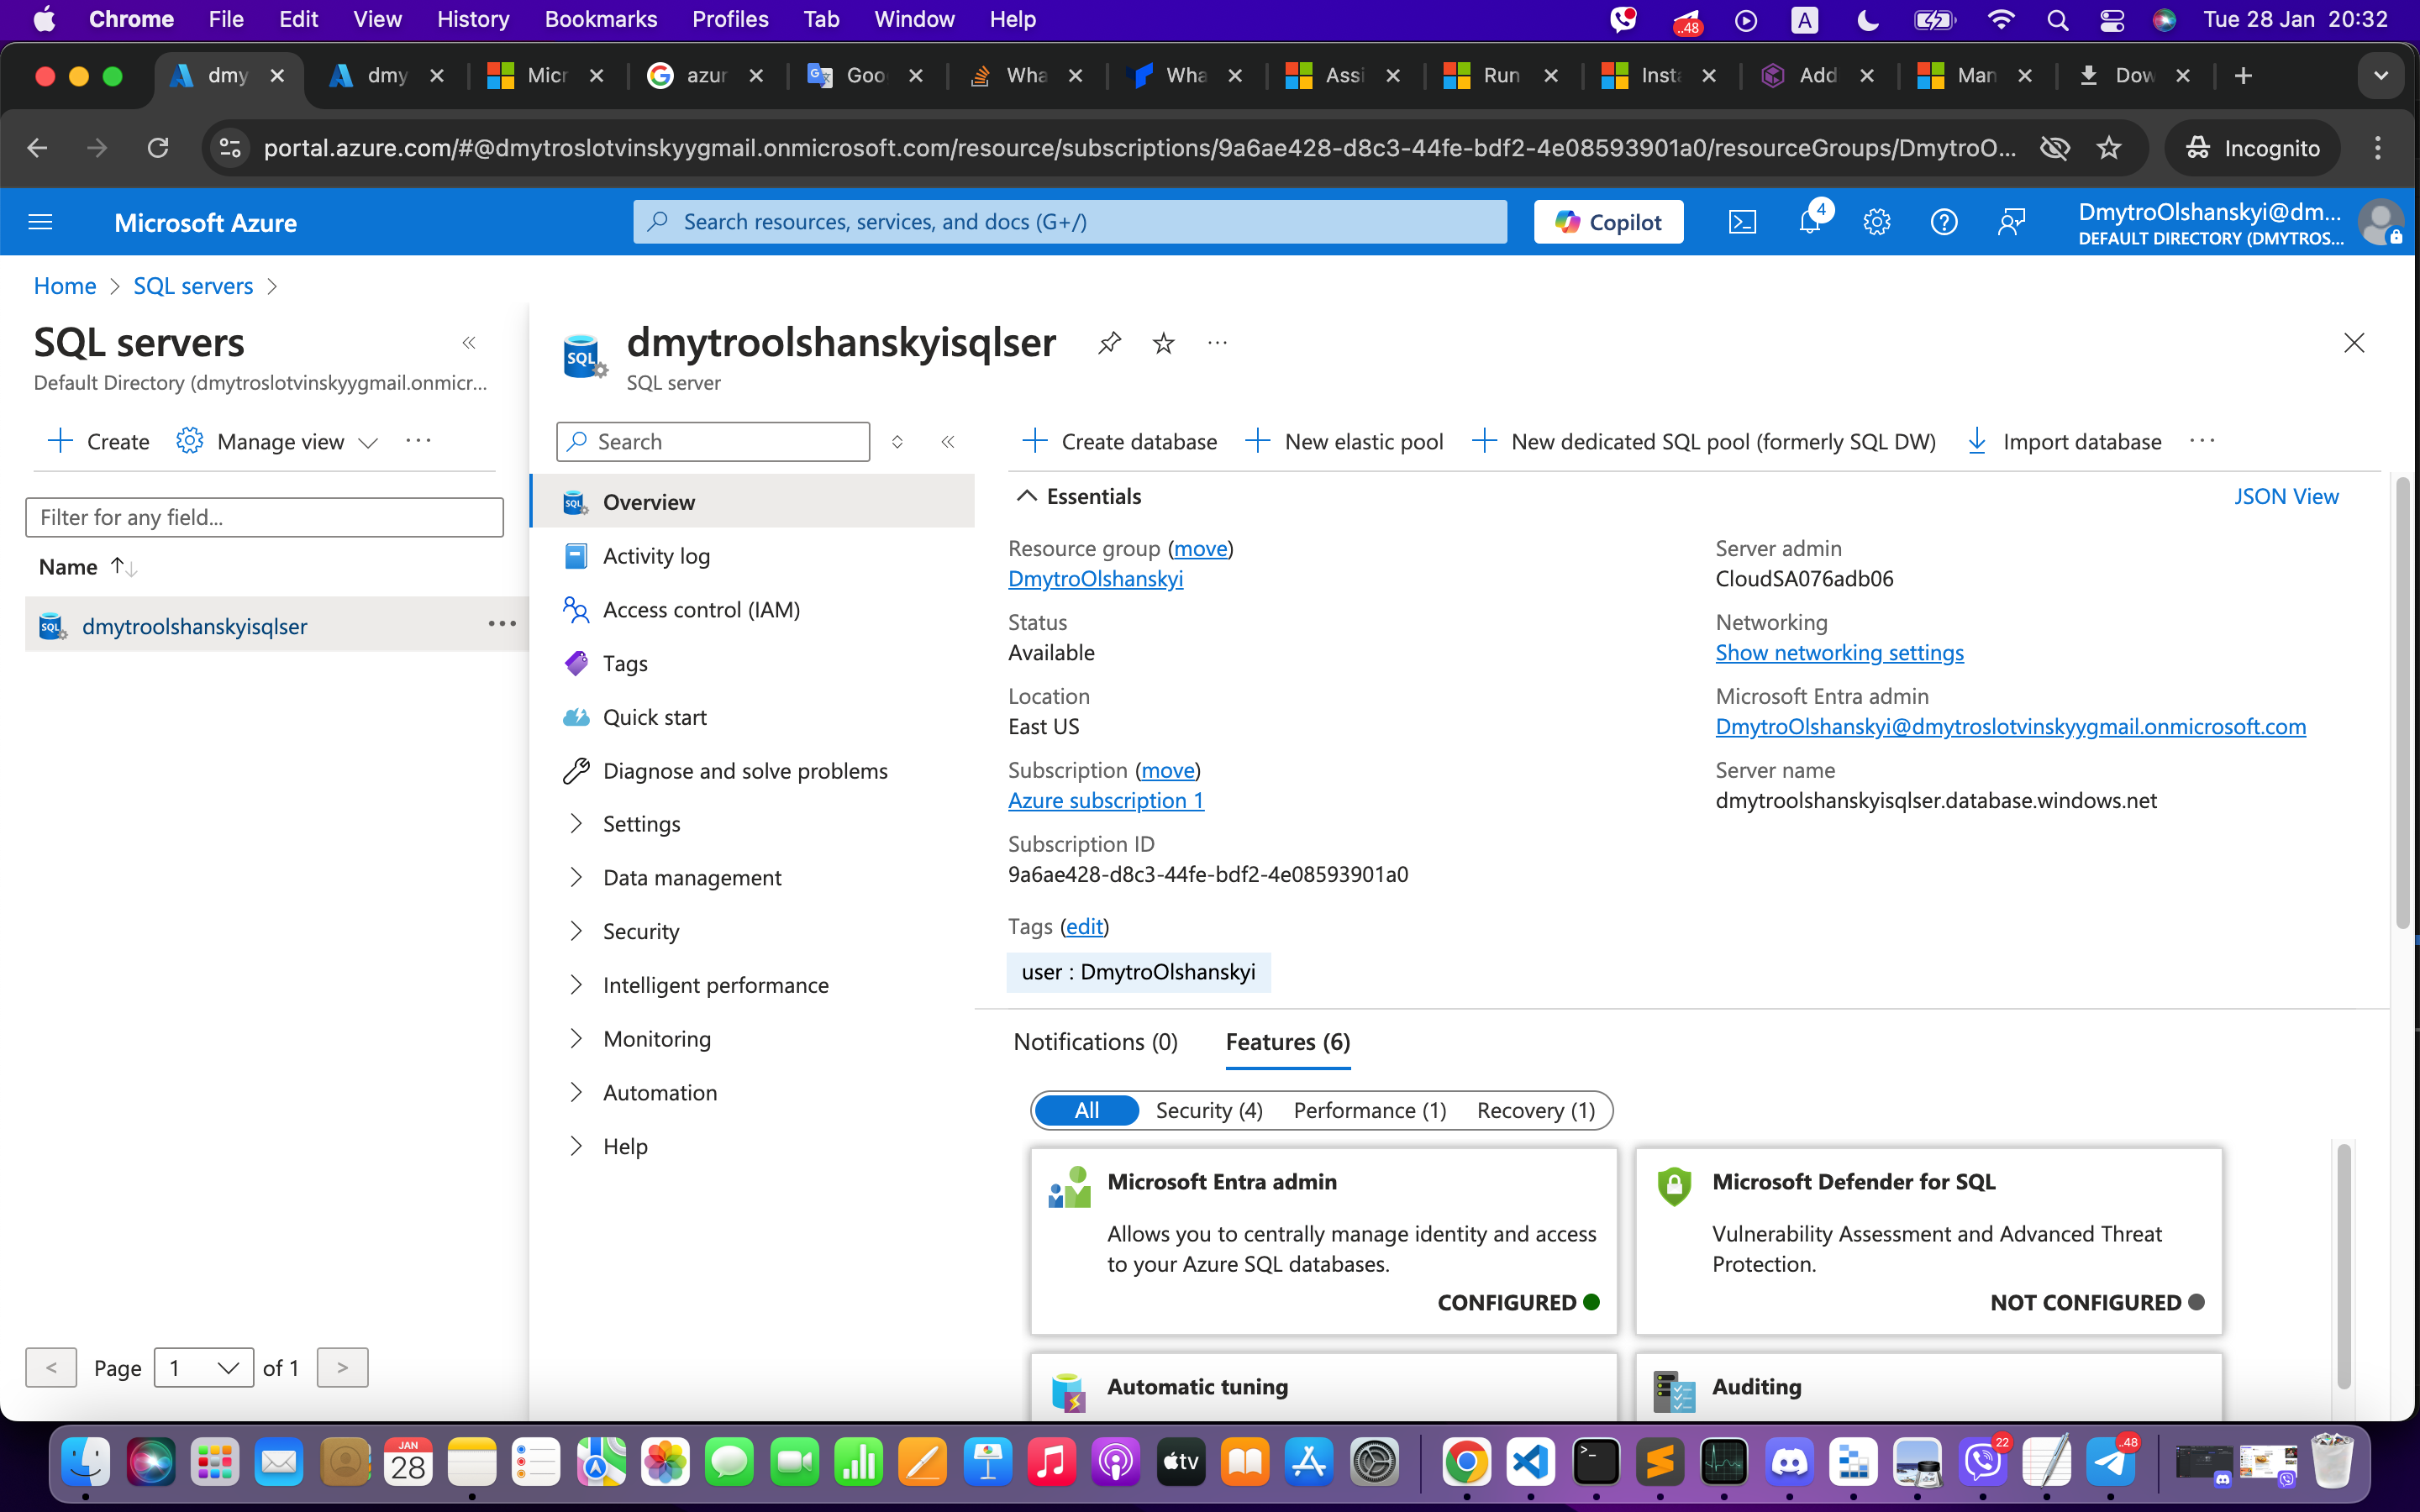 Chrome File Edit View History Bookmarks Profiles Tab Window Help
..48 A Tue 28 Jan 20:32
dmy dmy Micr azur Goo Wha Wha Assi Run Insta Add Man Dow
portal.azure.com/#@dmytroslotvinskyygmail.onmicrosoft.com/resource/subscriptions/9a6ae428-d8c3-44fe-bdf2-4e08593901a0/resourceGroups/DmytroO...
Incognito
Microsoft Azure
Search resources, services, and docs (G+/)
Copilot
4
DmytroOlshanskyi@dm...
DEFAULT DIRECTORY (DMYTROS...
Home > SQL servers >
SQL servers
Default Directory (dmytroslotvinskyygmail.onmicr...
Create Manage view
Filter for any field...
Name
SQL dmytroolshanskyisqlser
< Page 1 of 1 >
SQL dmytroolshanskyisqlser
SQL server
Search
Overview
Activity log
Access control (IAM)
Tags
Quick start
Diagnose and solve problems
Settings
Data management
Security
Intelligent performance
Monitoring
Automation
Help
Create database New elastic pool New dedicated SQL pool (formerly SQL DW) Import database
Essentials
JSON View
Resource group (move)
DmytroOlshanskyi
Status
Available
Location
East US
Subscription (move)
Azure subscription 1
Subscription ID
9a6ae428-d8c3-44fe-bdf2-4e08593901a0
Server admin
CloudSA076adb06
Networking
Show networking settings
Microsoft Entra admin
DmytroOlshanskyi@dmytroslotvinskyygmail.onmicrosoft.com
Server name
dmytroolshanskyisqlser.database.windows.net
Tags (edit)
user : DmytroOlshanskyi
Notifications (0) Features (6)
All Security (4) Performance (1) Recovery (1)
Microsoft Entra admin
Allows you to centrally manage identity and access
to your Azure SQL databases.
CONFIGURED
Microsoft Defender for SQL
Vulnerability Assessment and Advanced Threat
Protection.
NOT CONFIGURED
Automatic tuning
Auditing
JAN
28
tv
22
..48